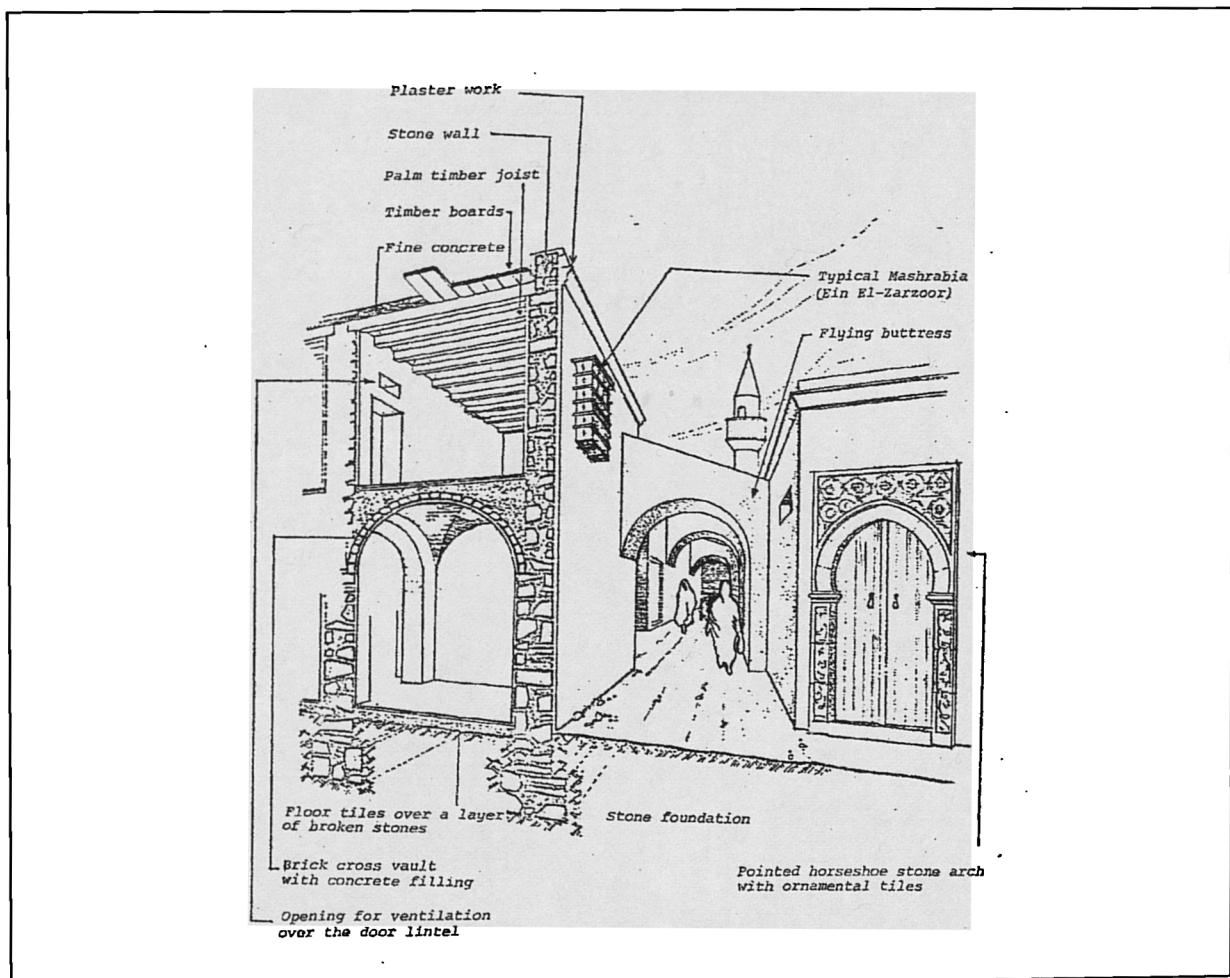 Plaster work
Stone wall
Palm timber joist
Timber boards
Fine concrete
Typical Mashrabia
(Ein El-Zarzoor)
Flying buttress
Floor tiles over a layer
of broken stones
Stone foundation
Brick cross vault
with concrete filling
Pointed horseshoe stone arch
with ornamental tiles
Opening for ventilation
over the door lintel